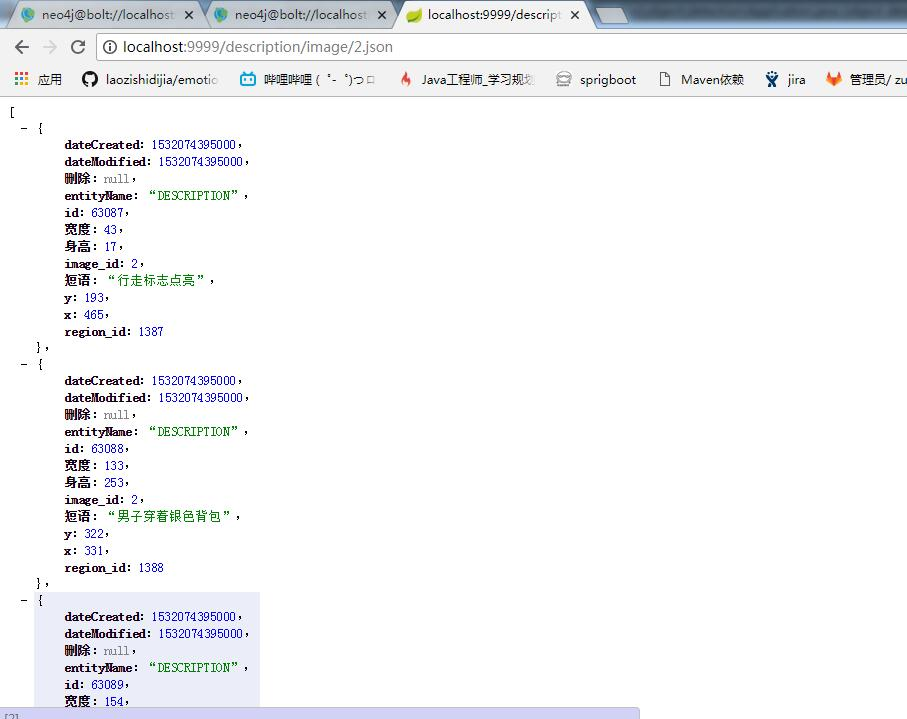 neo4j@bolt://localhost
neo4j@bolt://localhost
localhost:9999/descript
localhost:9999/description/image/2.json
应用
laozishidijia/emotio
哔哩哔哩 ( ゜- ゜)つロ
Java工程师_学习规划
sprigboot
Maven依赖
jira
管理员/ zu
[
- {
dateCreated: 1532074395000,
dateModified: 1532074395000,
删除: null,
entityName: “DESCRIPTION”,
id: 63087,
宽度: 43,
身高: 17,
image_id: 2,
短语: “行走标志点亮”,
y: 193,
x: 465,
region_id: 1387
},
- {
dateCreated: 1532074395000,
dateModified: 1532074395000,
删除: null,
entityName: “DESCRIPTION”,
id: 63088,
宽度: 133,
身高: 253,
image_id: 2,
短语: “男子穿着银色背包”,
y: 322,
x: 331,
region_id: 1388
},
- {
dateCreated: 1532074395000,
dateModified: 1532074395000,
删除: null,
entityName: “DESCRIPTION”,
id: 63089,
宽度: 154,
[2]